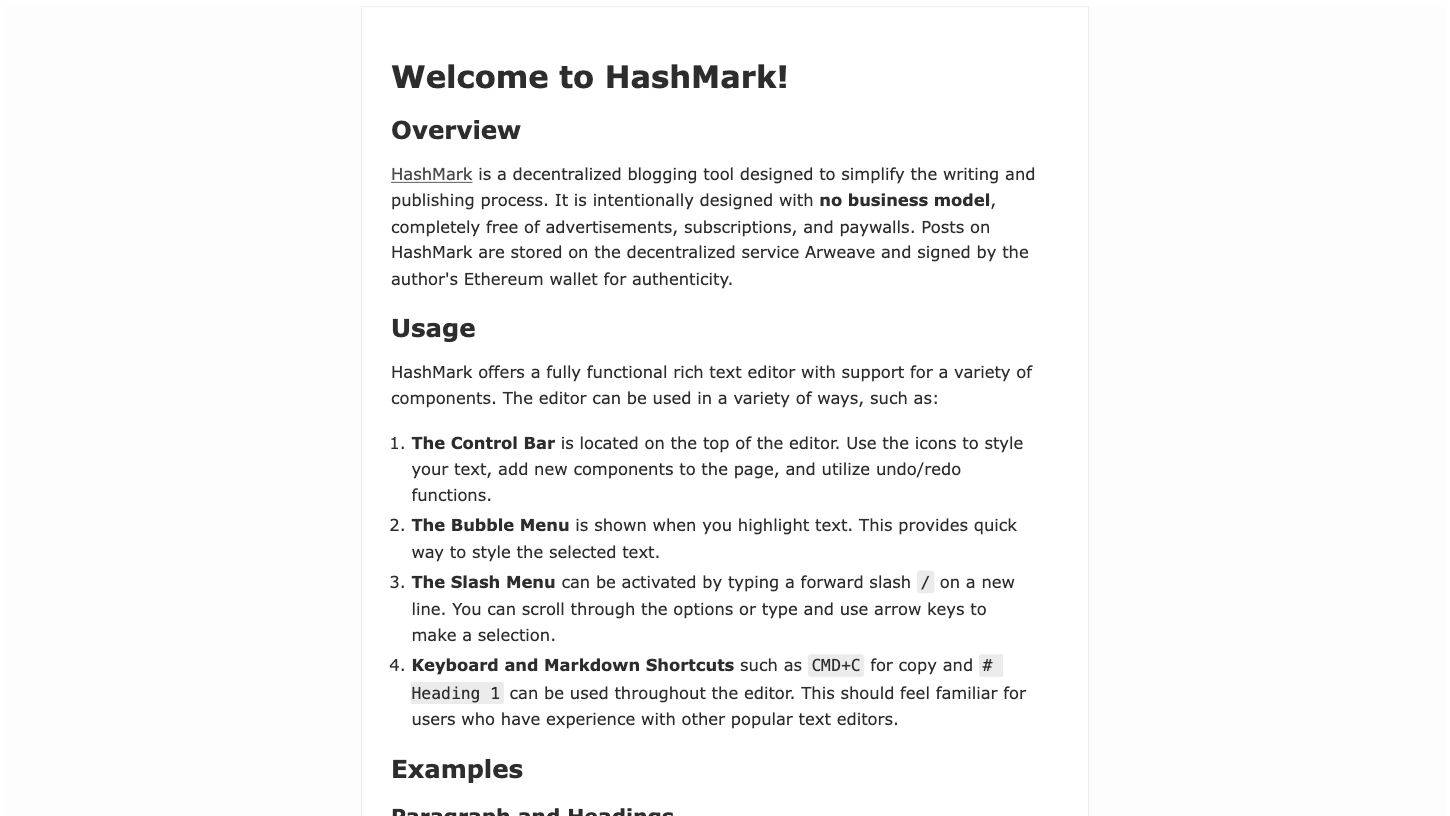 Welcome to HashMark!
Overview
HashMark is a decentralized blogging tool designed to simplify the writing and
publishing process. It is intentionally designed with no business model,
completely free of advertisements, subscriptions, and paywalls. Posts on
HashMark are stored on the decentralized service Arweave and signed by the
author's Ethereum wallet for authenticity.
Usage
HashMark offers a fully functional rich text editor with support for a variety of
components. The editor can be used in a variety of ways, such as:
1. The Control Bar is located on the top of the editor. Use the icons to style
your text, add new components to the page, and utilize undo/redo
functions.
2. The Bubble Menu is shown when you highlight text. This provides quick
way to style the selected text.
3. The Slash Menu can be activated by typing a forward slash / on a new
line. You can scroll through the options or type and use arrow keys to
make a selection.
4. Keyboard and Markdown Shortcuts such as CMD+C for copy and #
Heading 1 can be used throughout the editor. This should feel familiar for
users who have experience with other popular text editors.
Examples
Paragraph and Headings